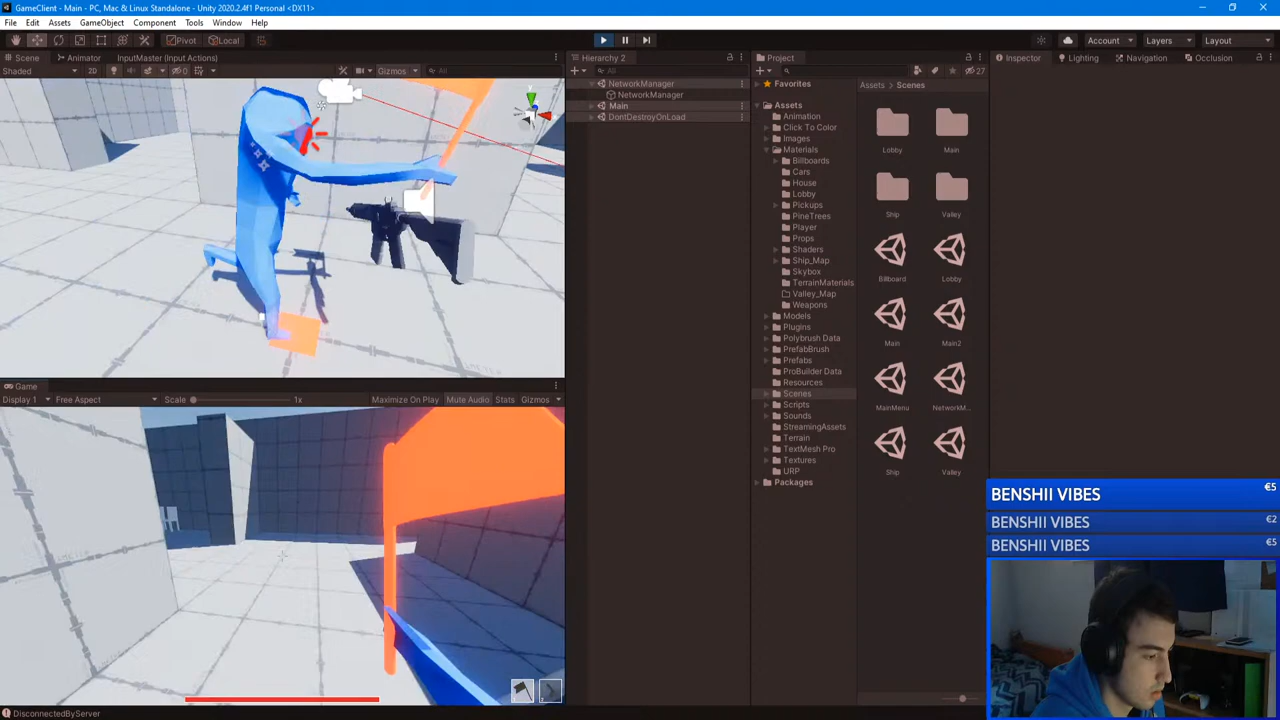 GameClient - Main - PC, Mac & Linux Standalone - Unity 2020.2.4f1 Personal <DX11>
File Edit Assets GameObject Component Tools Window Help
Pivot Local
Account Layers Layout
Scene Animator InputMaster (Input Actions)
Shaded 2D 0 Gizmos All
Hierarchy 2
All
NetworkManager
NetworkManager
Main
DontDestroyOnLoad
Project
27
Favorites
Assets
Animation
Click To Color
Images
Materials
Billboards
Cars
House
Lobby
Pickups
PineTrees
Player
Props
Shaders
Ship_Map
Skybox
TerrainMaterials
Valley_Map
Weapons
Models
Plugins
Polybrush Data
PrefabBrush
Prefabs
ProBuilder Data
Resources
Scenes
Scripts
Sounds
StreamingAssets
Terrain
TextMesh Pro
Textures
URP
Packages
Assets Scenes
Lobby Main
Ship Valley
Billboard Lobby
Main Main2
MainMenu NetworkM...
Ship Valley
Inspector Lighting Navigation Occlusion
Game
Display 1 Free Aspect Scale 1x Maximize On Play Mute Audio Stats Gizmos
BENSHII VIBES €5
BENSHII VIBES €2
BENSHII VIBES €5
DisconnectedByServer